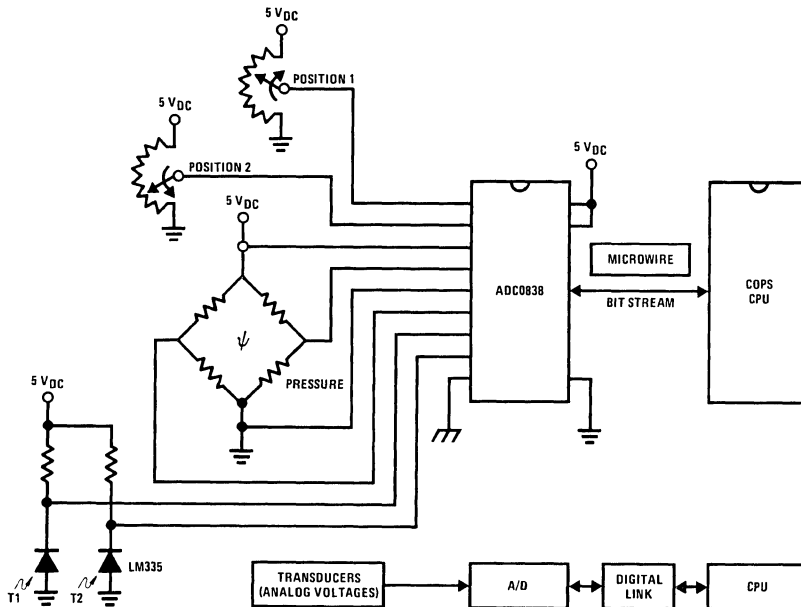 5 VDC
POSITION 1
5 VDC
POSITION 2
5 VDC
5 VDC
MICROWIRE
ADC0838
COPS
CPU
BIT STREAM
ψ
PRESSURE
5 VDC
LM335
T1
T2
TRANSDUCERS
(ANALOG VOLTAGES)
A/D
DIGITAL
LINK
CPU